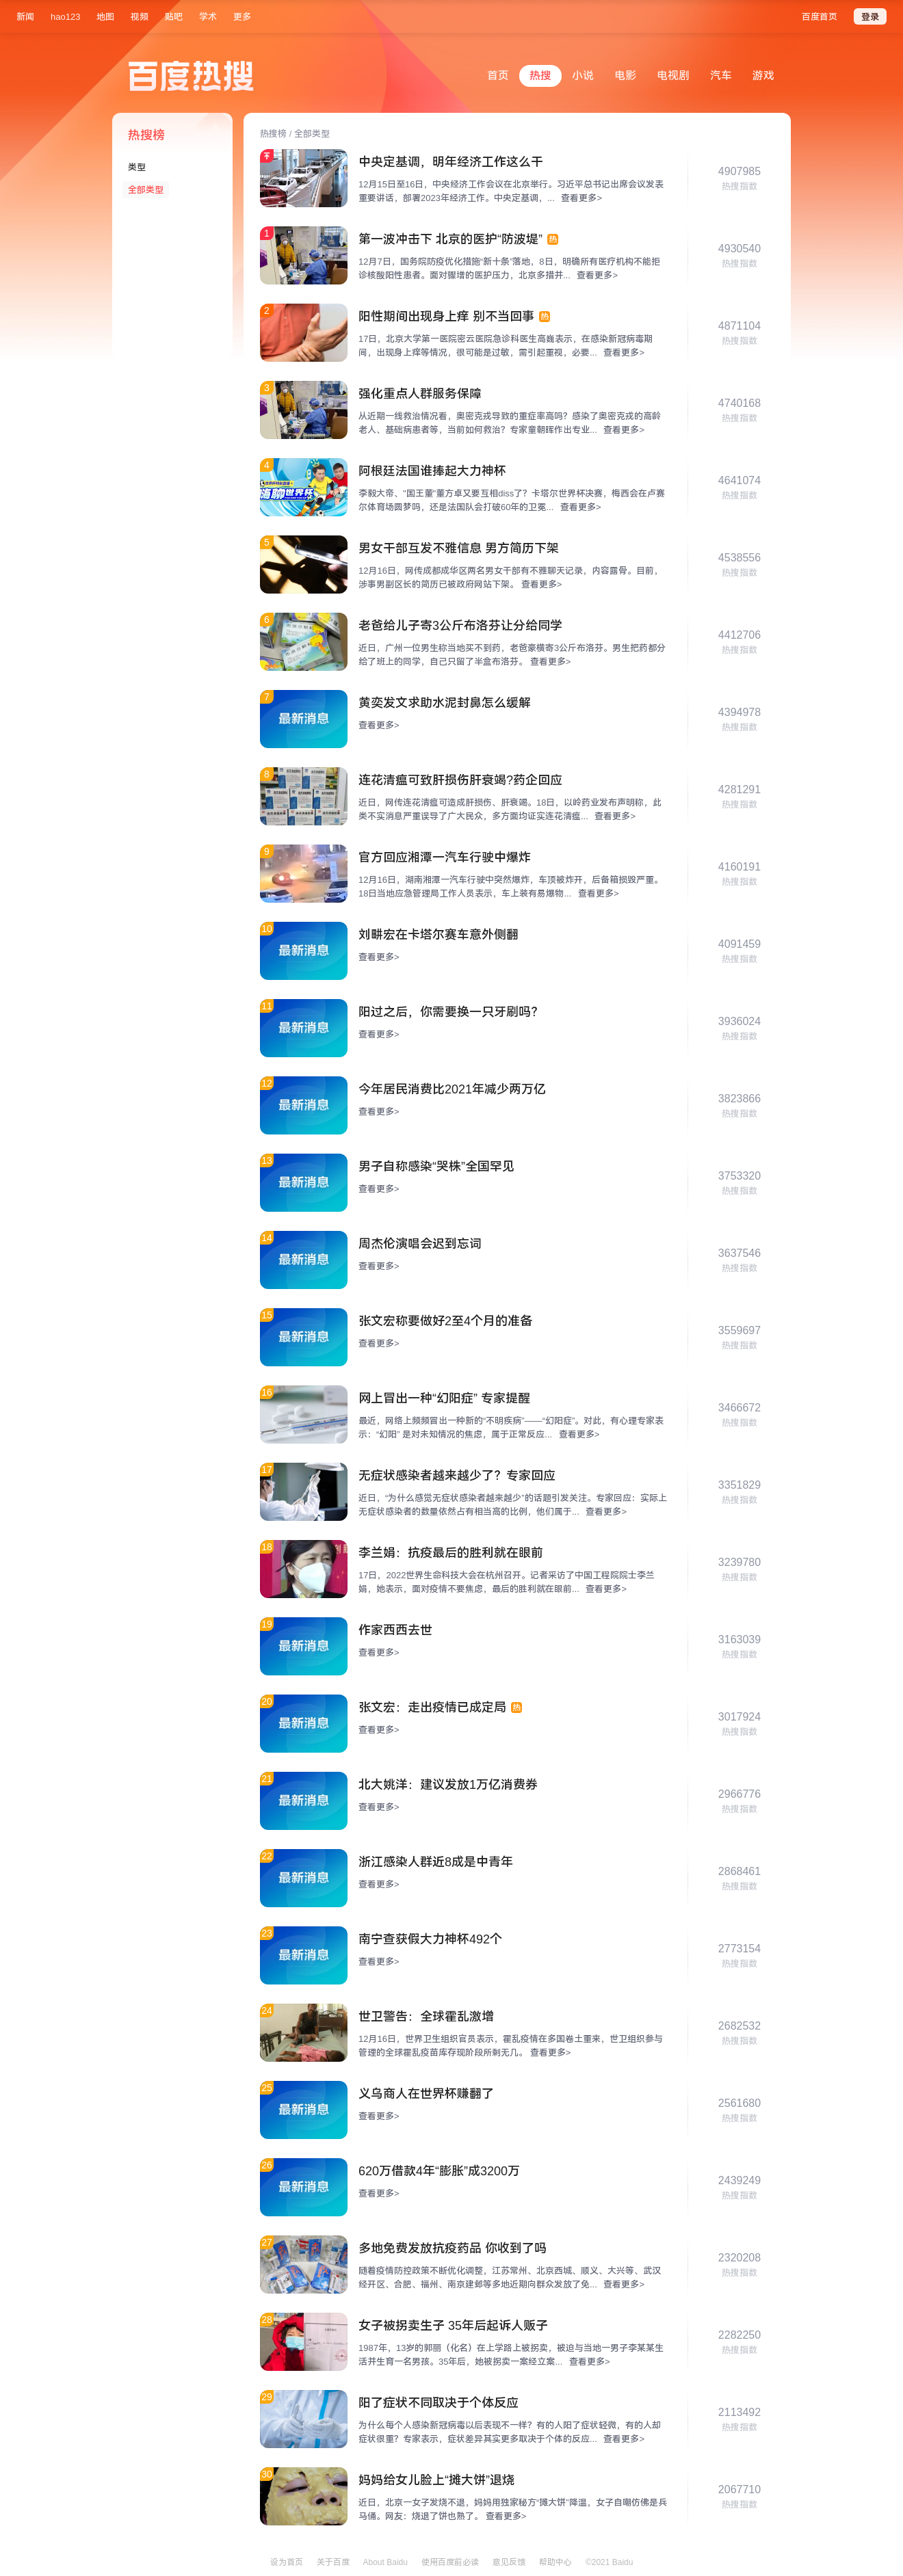 新闻 hao123 地图 视频 贴吧 学术 更多 百度首页 登录
百度热搜
首页 热搜 小说 电影 电视剧 汽车 游戏
热搜榜
类型
全部类型
热搜榜 / 全部类型
中央定基调，明年经济工作这么干
12月15日至16日，中央经济工作会议在北京举行。习近平总书记出席会议发表
重要讲话，部署2023年经济工作。中央定基调，... 查看更多>
4907985
热搜指数
1
第一波冲击下 北京的医护“防波堤” 热
12月7日，国务院防疫优化措施“新十条”落地，8日，明确所有医疗机构不能拒
诊核酸阳性患者。面对骤增的医护压力，北京多措并... 查看更多>
4930540
热搜指数
2
阳性期间出现身上痒 别不当回事 热
17日，北京大学第一医院密云医院急诊科医生高巍表示，在感染新冠病毒期
间，出现身上痒等情况，很可能是过敏，需引起重视，必要... 查看更多>
4871104
热搜指数
3
强化重点人群服务保障
从近期一线救治情况看，奥密克戎导致的重症率高吗？感染了奥密克戎的高龄
老人、基础病患者等，当前如何救治？专家童朝晖作出专业... 查看更多>
4740168
热搜指数
4
阿根廷法国谁捧起大力神杯
李毅大帝、"国王董"董方卓又要互相diss了？卡塔尔世界杯决赛，梅西会在卢赛
尔体育场圆梦吗，还是法国队会打破60年的卫冕... 查看更多>
4641074
热搜指数
5
男女干部互发不雅信息 男方简历下架
12月16日，网传成都成华区两名男女干部有不雅聊天记录，内容露骨。目前，
涉事男副区长的简历已被政府网站下架。 查看更多>
4538556
热搜指数
6
老爸给儿子寄3公斤布洛芬让分给同学
近日，广州一位男生称当地买不到药，老爸豪横寄3公斤布洛芬。男生把药都分
给了班上的同学，自己只留了半盒布洛芬。 查看更多>
4412706
热搜指数
7
最新消息
黄奕发文求助水泥封鼻怎么缓解
查看更多>
4394978
热搜指数
8
连花清瘟可致肝损伤肝衰竭?药企回应
近日，网传连花清瘟可造成肝损伤、肝衰竭。18日，以岭药业发布声明称，此
类不实消息严重误导了广大民众，多方面均证实连花清瘟... 查看更多>
4281291
热搜指数
9
官方回应湘潭一汽车行驶中爆炸
12月16日，湖南湘潭一汽车行驶中突然爆炸，车顶被炸开，后备箱损毁严重。
18日当地应急管理局工作人员表示，车上装有易爆物... 查看更多>
4160191
热搜指数
10
最新消息
刘畊宏在卡塔尔赛车意外侧翻
查看更多>
4091459
热搜指数
11
最新消息
阳过之后，你需要换一只牙刷吗？
查看更多>
3936024
热搜指数
12
最新消息
今年居民消费比2021年减少两万亿
查看更多>
3823866
热搜指数
13
最新消息
男子自称感染“哭株”全国罕见
查看更多>
3753320
热搜指数
14
最新消息
周杰伦演唱会迟到忘词
查看更多>
3637546
热搜指数
15
最新消息
张文宏称要做好2至4个月的准备
查看更多>
3559697
热搜指数
16
网上冒出一种“幻阳症” 专家提醒
最近，网络上频频冒出一种新的“不明疾病”——“幻阳症”。对此，有心理专家表
示：“幻阳” 是对未知情况的焦虑，属于正常反应... 查看更多>
3466672
热搜指数
17
无症状感染者越来越少了？专家回应
近日，“为什么感觉无症状感染者越来越少”的话题引发关注。专家回应：实际上
无症状感染者的数量依然占有相当高的比例，他们属于... 查看更多>
3351829
热搜指数
18
李兰娟：抗疫最后的胜利就在眼前
17日，2022世界生命科技大会在杭州召开。记者采访了中国工程院院士李兰
娟，她表示，面对疫情不要焦虑，最后的胜利就在眼前... 查看更多>
3239780
热搜指数
19
最新消息
作家西西去世
查看更多>
3163039
热搜指数
20
最新消息
张文宏：走出疫情已成定局 热
查看更多>
3017924
热搜指数
21
最新消息
北大姚洋：建议发放1万亿消费券
查看更多>
2966776
热搜指数
22
最新消息
浙江感染人群近8成是中青年
查看更多>
2868461
热搜指数
23
最新消息
南宁查获假大力神杯492个
查看更多>
2773154
热搜指数
24
世卫警告：全球霍乱激增
12月16日，世界卫生组织官员表示，霍乱疫情在多国卷土重来，世卫组织参与
管理的全球霍乱疫苗库存现阶段所剩无几。 查看更多>
2682532
热搜指数
25
最新消息
义乌商人在世界杯赚翻了
查看更多>
2561680
热搜指数
26
最新消息
620万借款4年“膨胀”成3200万
查看更多>
2439249
热搜指数
27
多地免费发放抗疫药品 你收到了吗
随着疫情防控政策不断优化调整，江苏常州、北京西城、顺义、大兴等、武汉
经开区、合肥、福州、南京建邺等多地近期向群众发放了免... 查看更多>
2320208
热搜指数
28
女子被拐卖生子 35年后起诉人贩子
1987年，13岁的郭丽（化名）在上学路上被拐卖，被迫与当地一男子李某某生
活并生育一名男孩。35年后，她被拐卖一案经立案... 查看更多>
2282250
热搜指数
29
阳了症状不同取决于个体反应
为什么每个人感染新冠病毒以后表现不一样？有的人阳了症状轻微，有的人却
症状很重？专家表示，症状差异其实更多取决于个体的反应... 查看更多>
2113492
热搜指数
30
妈妈给女儿脸上“摊大饼”退烧
近日，北京一女子发烧不退，妈妈用独家秘方“摊大饼”降温，女子自嘲仿佛是兵
马俑。网友：烧退了饼也熟了。 查看更多>
2067710
热搜指数
设为首页 关于百度 About Baidu 使用百度前必读 意见反馈 帮助中心 ©2021 Baidu